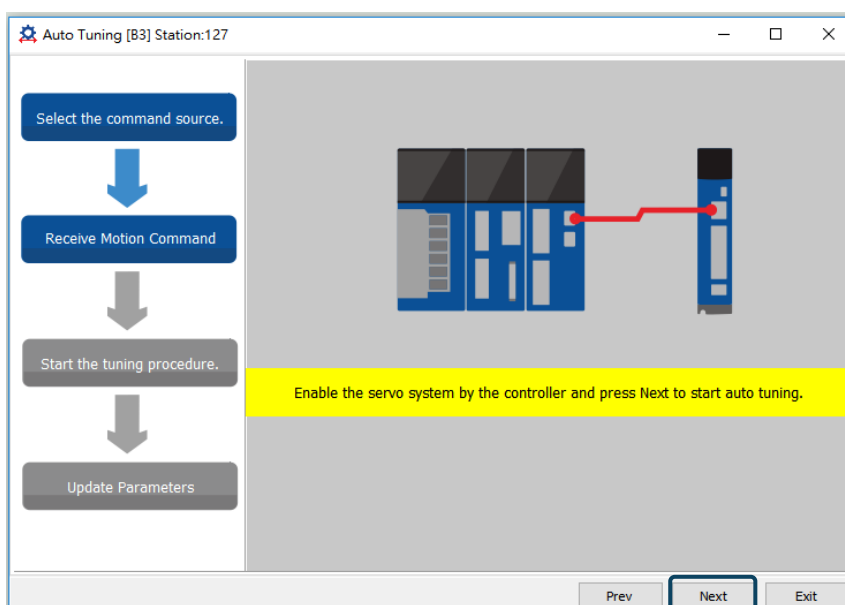 Auto Tuning [B3] Station:127
Select the command source.
Receive Motion Command
Start the tuning procedure.
Update Parameters
Enable the servo system by the controller and press Next to start auto tuning.
Prev
Next
Exit